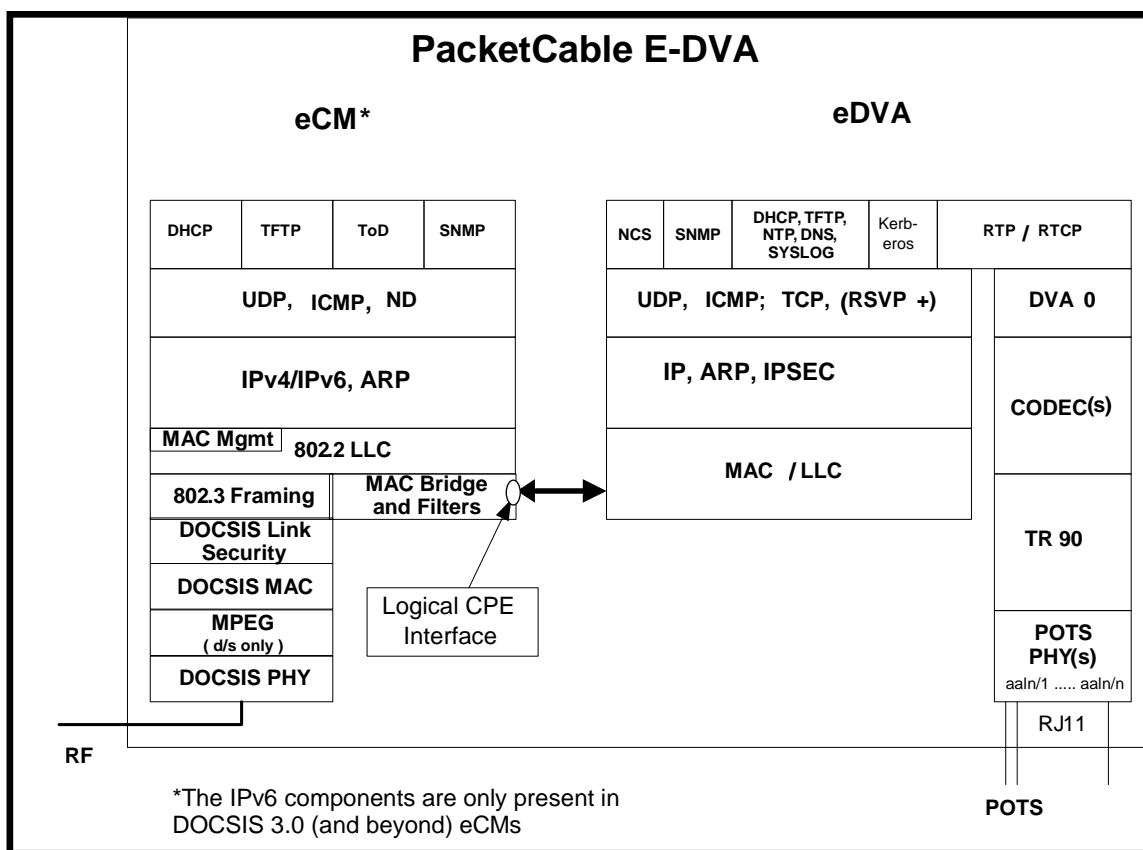 PacketCable E-DVA
eCM*
eDVA
DHCP
TFTP
ToD
SNMP
UDP, ICMP, ND
IPv4/IPv6, ARP
MAC Mgmt
802.2 LLC
802.3 Framing
MAC Bridge
and Filters
DOCSIS Link
Security
DOCSIS MAC
MPEG
( d/s only )
DOCSIS PHY
RF
Logical CPE
Interface
NCS
SNMP
DHCP, TFTP,
NTP, DNS,
SYSLOG
Kerb-
eros
RTP / RTCP
UDP, ICMP; TCP, (RSVP +)
IP, ARP, IPSEC
MAC / LLC
DVA 0
CODEC(s)
TR 90
POTS
PHY(s)
aaln/1 ..... aaln/n
RJ11
POTS
*The IPv6 components are only present in
DOCSIS 3.0 (and beyond) eCMs